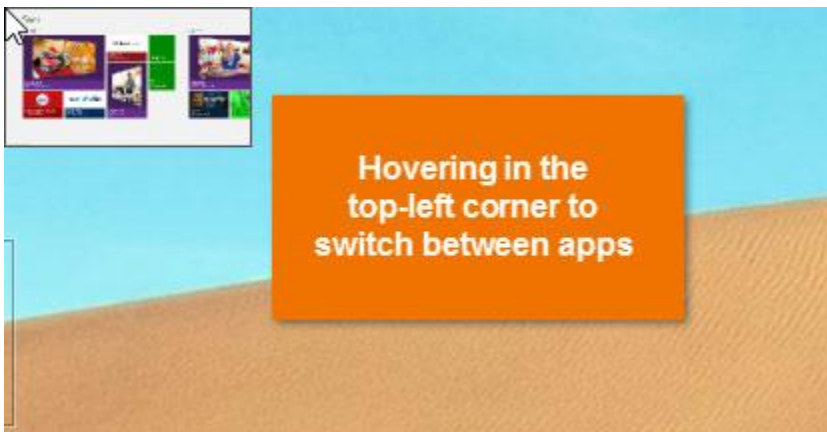 Hovering in the
top-left corner to
switch between apps